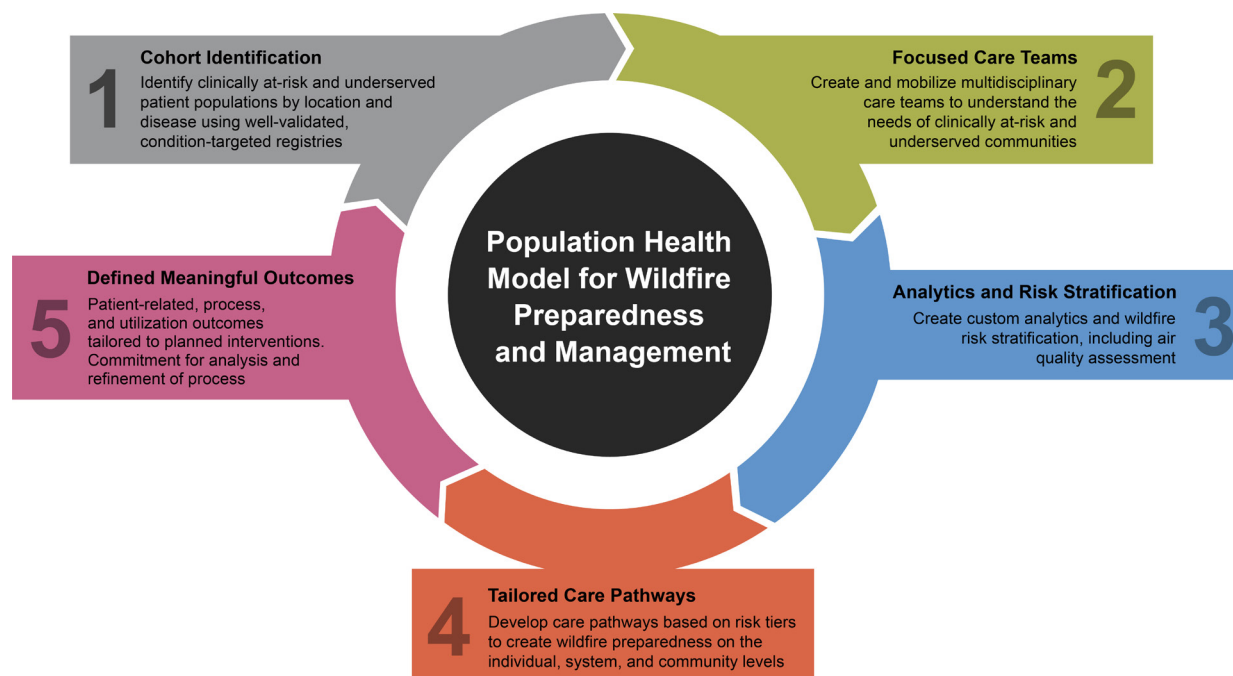 1
Cohort Identification
Identify clinically at-risk and underserved
patient populations by location and
disease using well-validated,
condition-targeted registries
2
Focused Care Teams
Create and mobilize multidisciplinary
care teams to understand the
needs of clinically at-risk and
underserved communities
Population Health
Model for Wildfire
Preparedness
and Management
3
Analytics and Risk Stratification
Create custom analytics and wildfire
risk stratification, including air
quality assessment
4
Tailored Care Pathways
Develop care pathways based on risk tiers
to create wildfire preparedness on the
individual, system, and community levels
5
Defined Meaningful Outcomes
Patient-related, process,
and utilization outcomes
tailored to planned interventions.
Commitment for analysis and
refinement of process